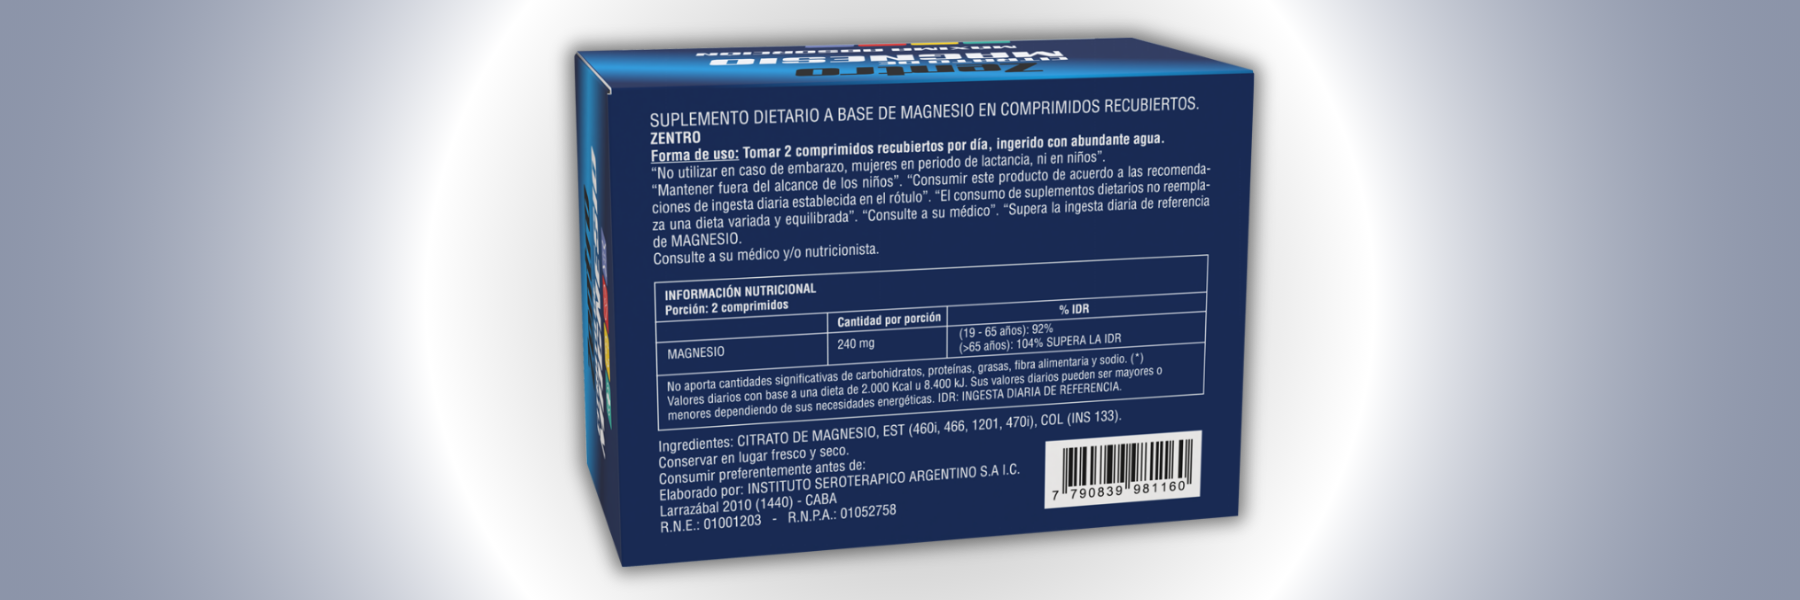 MAXIMA ABSORCION
CITRATO DE
MAGNESIO
Zentro
SUPLEMENTO DIETARIO A BASE DE MAGNESIO EN COMPRIMIDOS RECUBIERTOS.
ZENTRO
Forma de uso: Tomar 2 comprimidos recubiertos por día, ingerido con abundante agua.
“No utilizar en caso de embarazo, mujeres en periodo de lactancia, ni en niños”.
“Mantener fuera del alcance de los niños”. “Consumir este producto de acuerdo a las recomenda-
ciones de ingesta diaria establecida en el rótulo”. “El consumo de suplementos dietarios no reempla-
za una dieta variada y equilibrada”. “Consulte a su médico”. “Supera la ingesta diaria de referencia
de MAGNESIO.
Consulte a su médico y/o nutricionista.
INFORMACIÓN NUTRICIONAL
Porción: 2 comprimidos
Cantidad por porción
% IDR
MAGNESIO
240 mg
(19 - 65 años): 92%
(>65 años): 104% SUPERA LA IDR
No aporta cantidades significativas de carbohidratos, proteínas, grasas, fibra alimentaria y sodio. (*)
Valores diarios con base a una dieta de 2.000 Kcal u 8.400 kJ. Sus valores diarios pueden ser mayores o
menores dependiendo de sus necesidades energéticas. IDR: INGESTA DIARIA DE REFERENCIA.
Ingredientes: CITRATO DE MAGNESIO, EST (460i, 466, 1201, 470i), COL (INS 133).
Conservar en lugar fresco y seco.
Consumir preferentemente antes de:
Elaborado por: INSTITUTO SEROTERAPICO ARGENTINO S.A I.C.
Larrazábal 2010 (1440) - CABA
R.N.E.: 01001203 - R.N.P.A.: 01052758
7 790839 981160